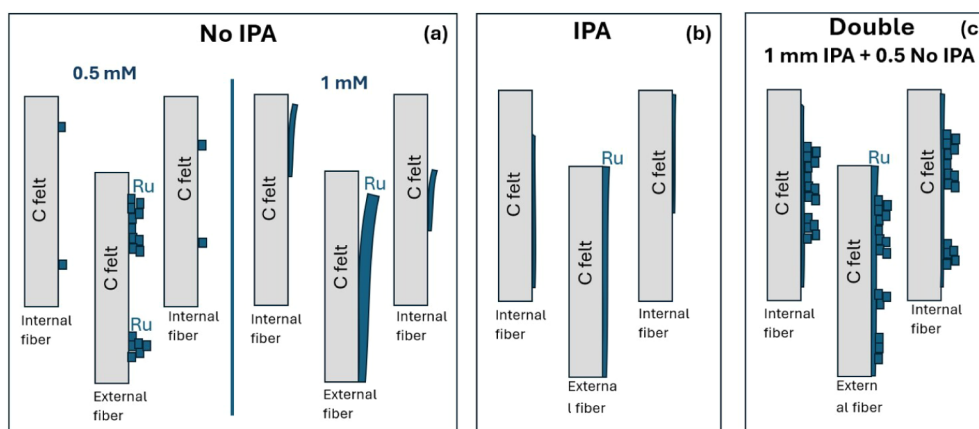 No IPA
(a)
0.5 mM
1 mM
C felt
C felt
C felt
Ru
Ru
Internal
fiber
External
fiber
Internal
fiber
C felt
C felt
C felt
Ru
Internal
fiber
External
fiber
Internal
fiber
IPA
(b)
C felt
C felt
C felt
Ru
Internal
fiber
Externa
l fiber
Internal
fiber
Double
(c
1 mm IPA + 0.5 No IPA
C felt
C felt
C felt
Ru
Internal
fiber
Extern
al fiber
Internal
fiber